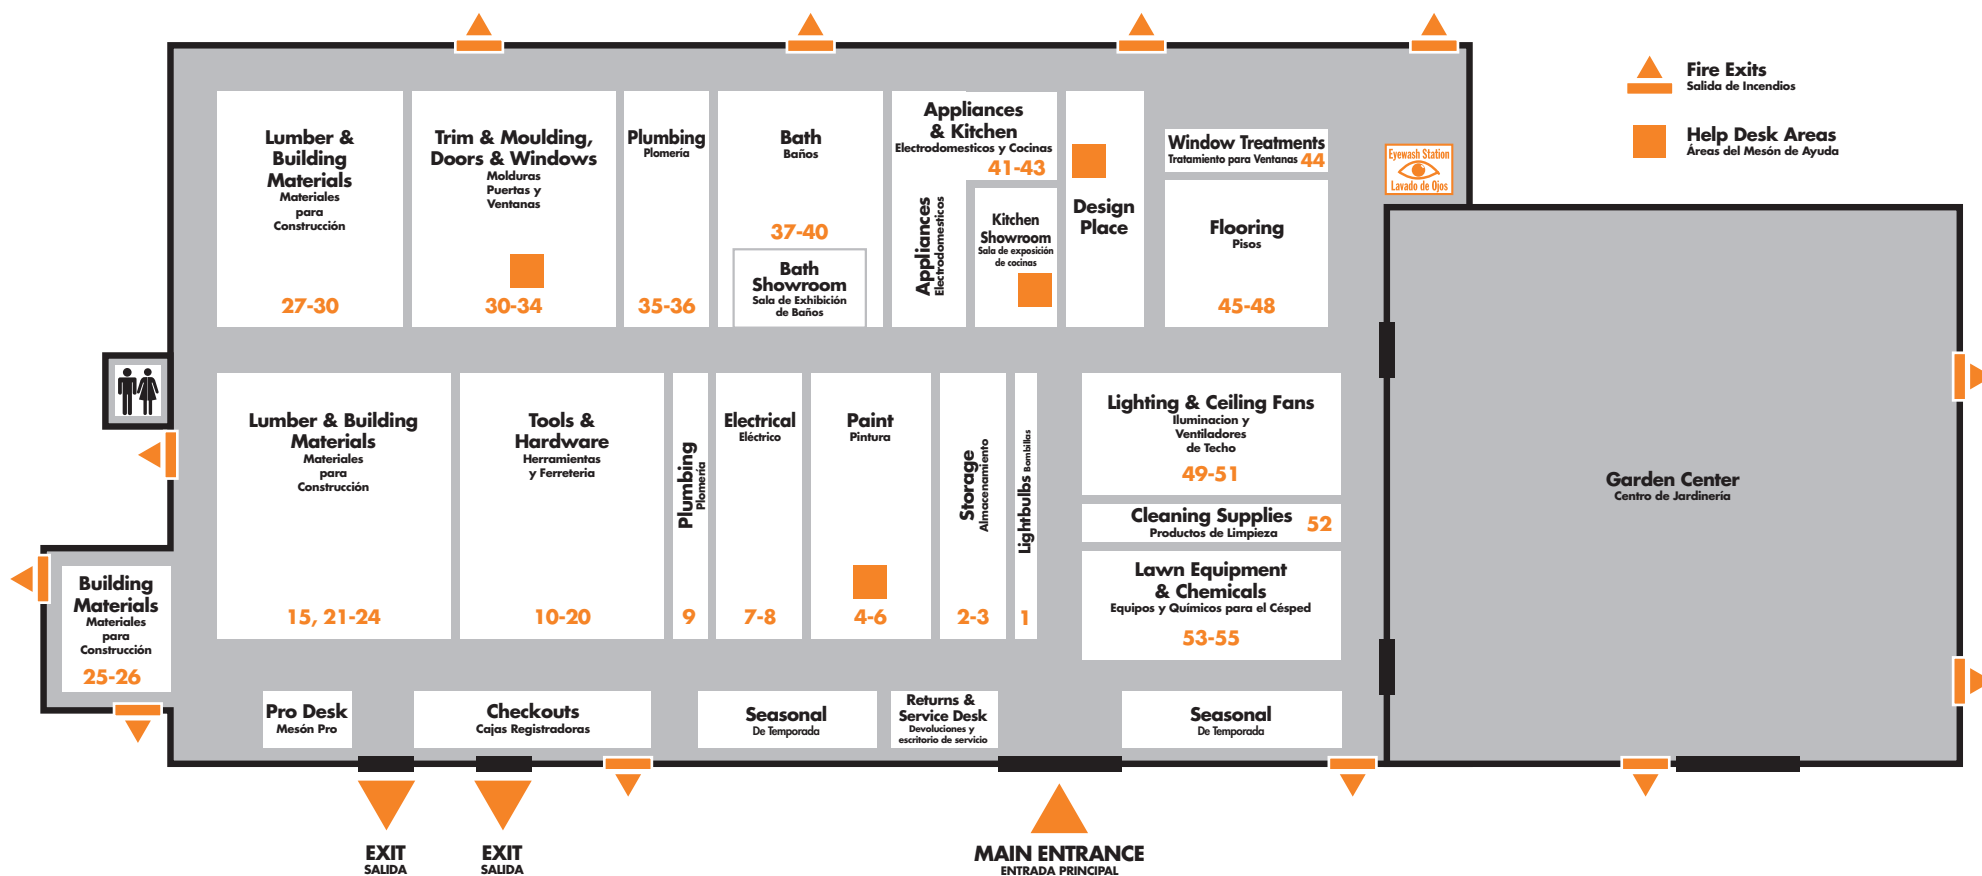 Fire Exits
Salida de Incendios
Help Desk Areas
Áreas del Mesón de Ayuda
Lumber &
Building
Materials
Materiales
para
Construcción
27-30
Trim & Moulding,
Doors & Windows
Molduras
Puertas y
Ventanas
30-34
Plumbing
Plomería
35-36
Bath
Baños
37-40
Bath
Showroom
Sala de Exhibición
de Baños
Appliances
& Kitchen
Electrodomesticos y Cocinas
41-43
Appliances
Electrodomesticos
Kitchen
Showroom
Sala de exposición
de cocinas
Design
Place
Window Treatments
Tratamiento para Ventanas 44
Flooring
Pisos
45-48
Eyewash Station
Lavado de Ojos
Lumber & Building
Materials
Materiales
para
Construcción
15, 21-24
Tools &
Hardware
Herramientas
y Ferreteria
10-20
Plumbing
Plomería
9
Electrical
Eléctrico
7-8
Paint
Pintura
4-6
Storage
Almacenamiento
2-3
Lightbulbs Bombillas
1
Lighting & Ceiling Fans
Iluminacion y
Ventiladores
de Techo
49-51
Cleaning Supplies 52
Productos de Limpieza
Lawn Equipment
& Chemicals
Equipos y Químicos para el Césped
53-55
Garden Center
Centro de Jardinería
Building
Materials
Materiales
para
Construcción
25-26
Pro Desk
Mesón Pro
Checkouts
Cajas Registradoras
Seasonal
De Temporada
Returns &
Service Desk
Devoluciones y
escritorio de servicio
Seasonal
De Temporada
EXIT
SALIDA
EXIT
SALIDA
MAIN ENTRANCE
ENTRADA PRINCIPAL